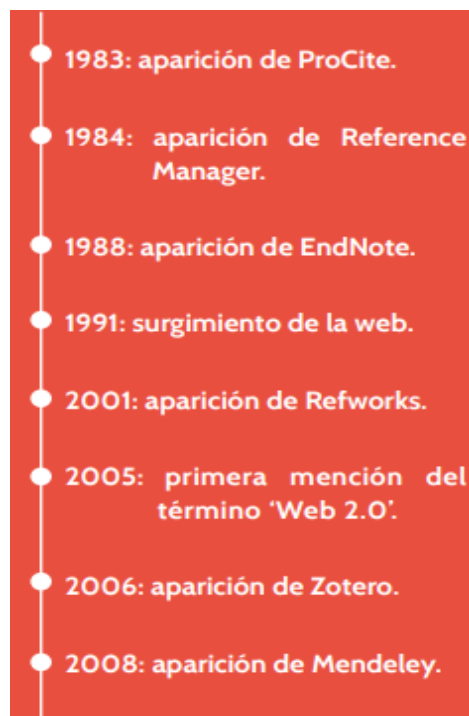 1983: aparición de ProCite.
1984: aparición de Reference
Manager.
1988: aparición de EndNote.
1991: surgimiento de la web.
2001: aparición de Refworks.
2005: primera mención del
término ‘Web 2.0’.
2006: aparición de Zotero.
2008: aparición de Mendeley.